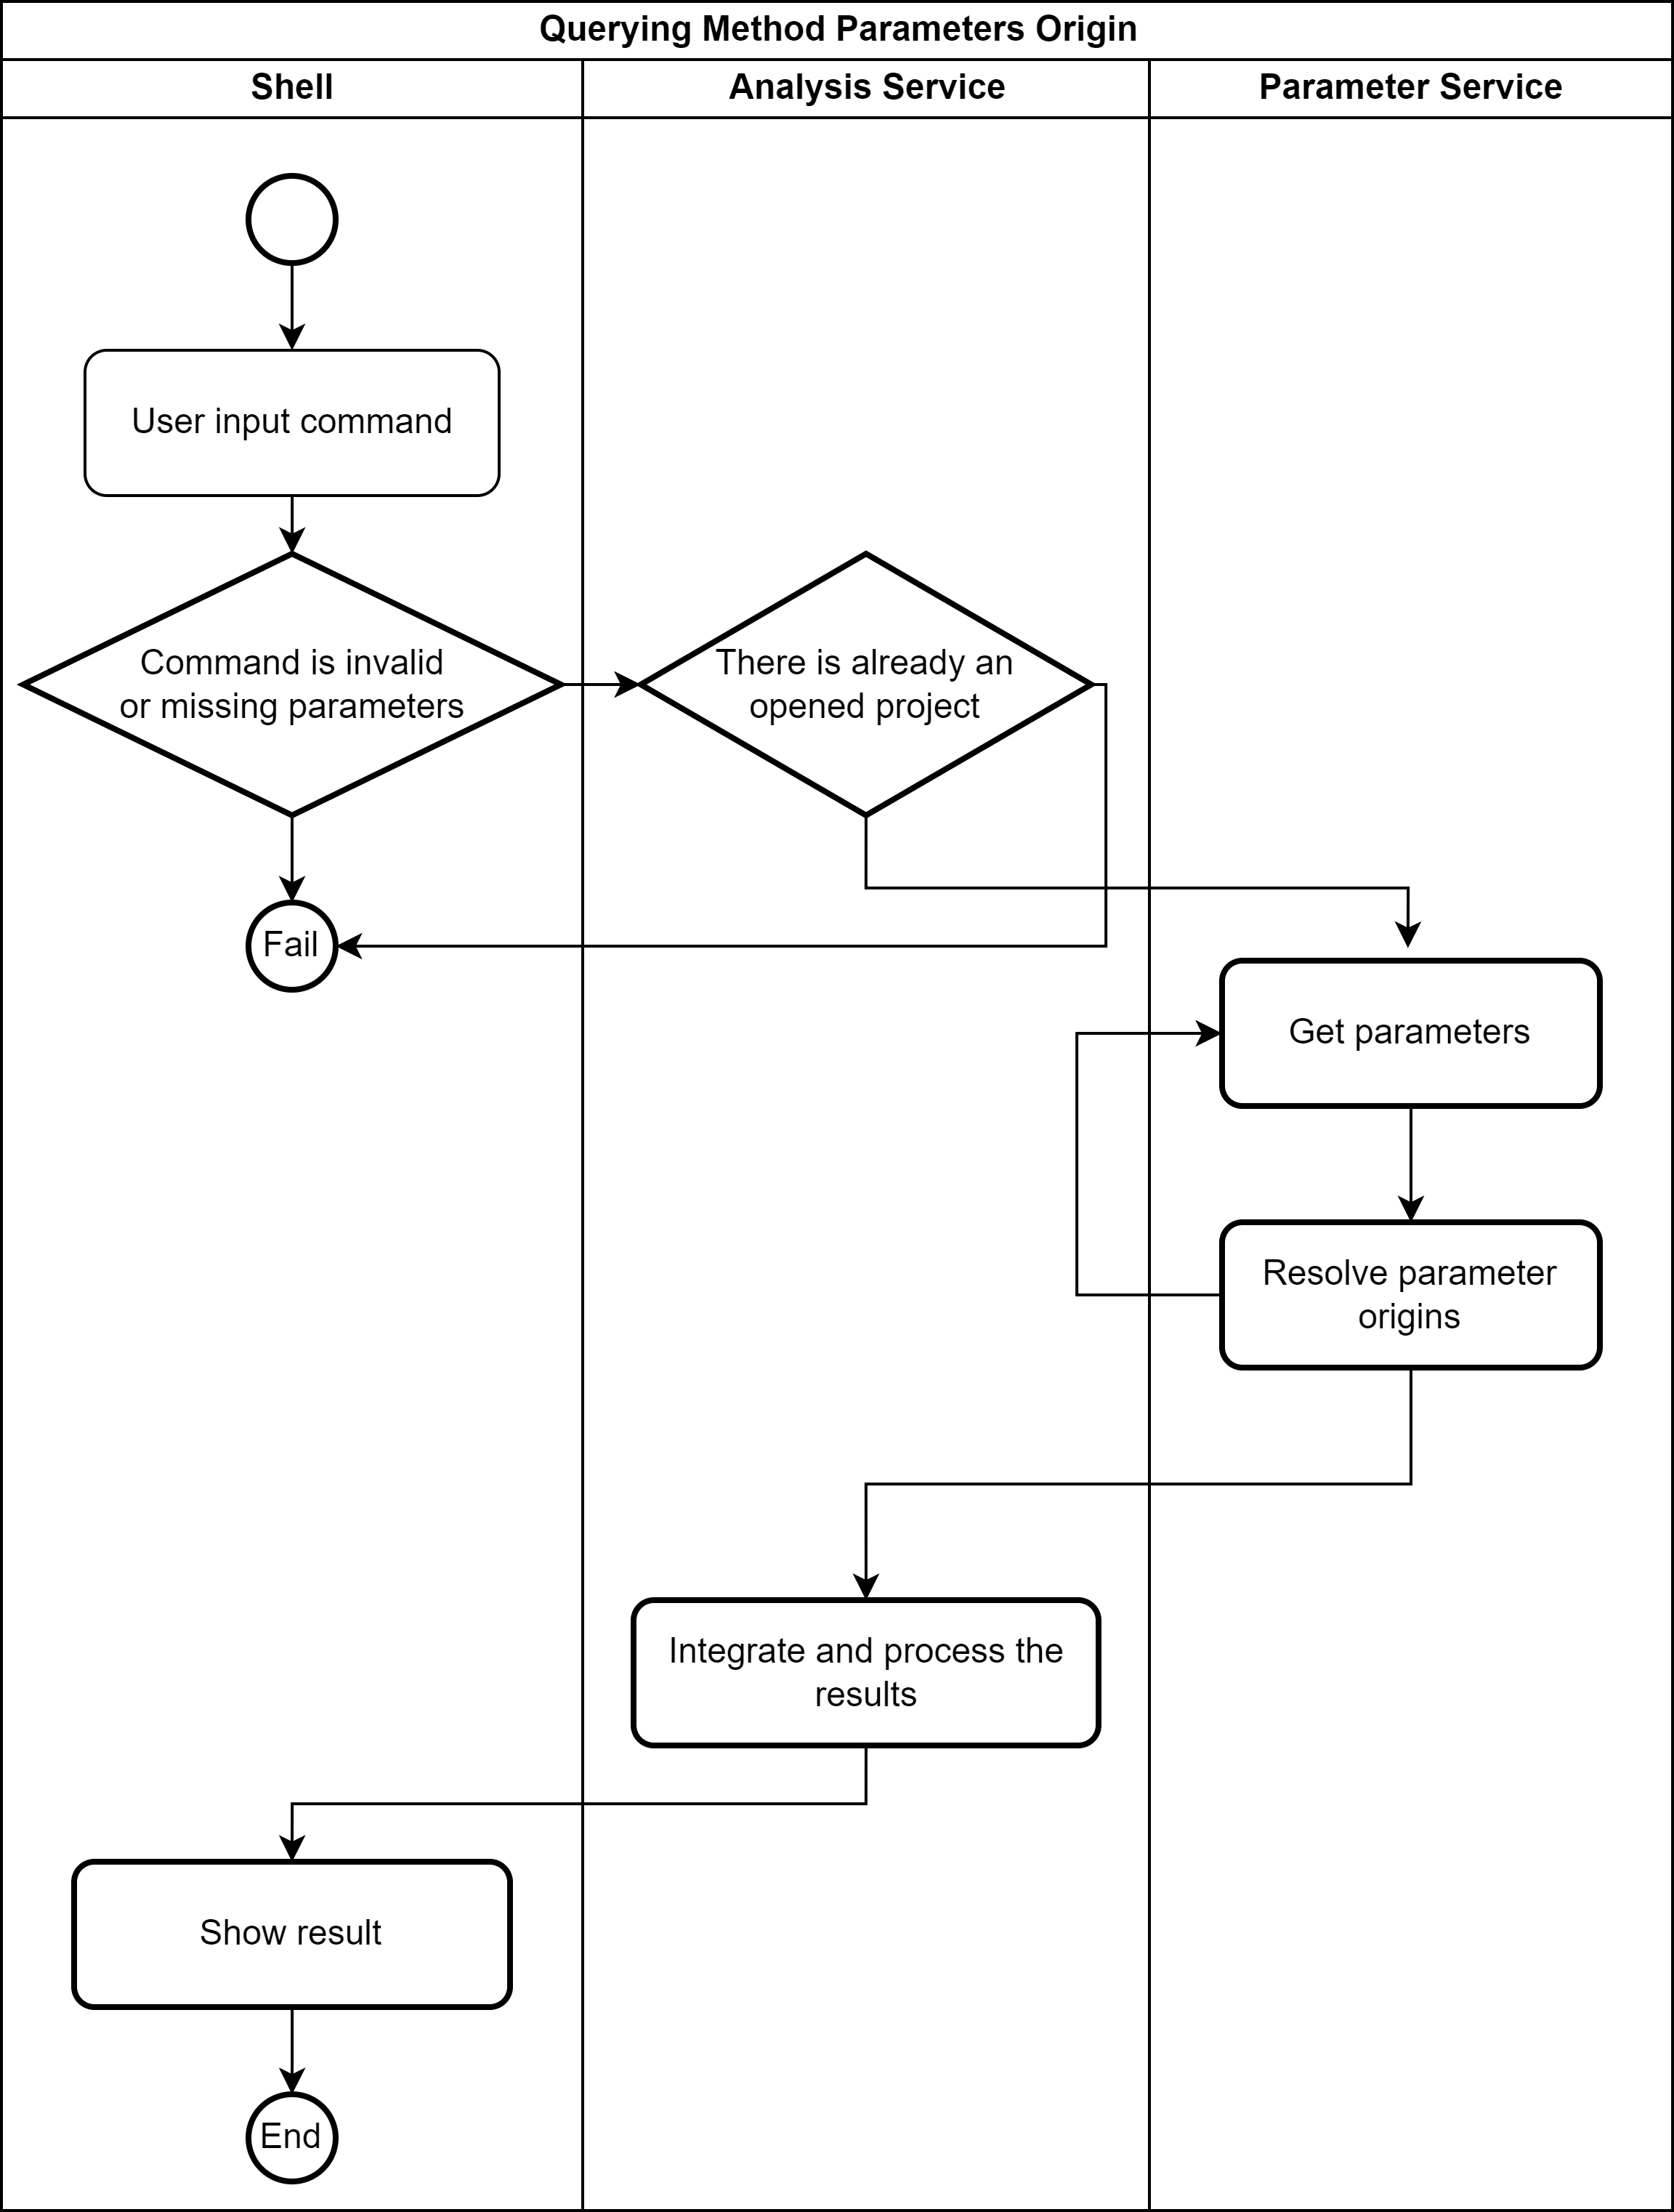 Querying Method Parameters Origin
Shell
Analysis Service
Parameter Service
User input command
Command is invalid
or missing parameters
There is already an
opened project
Fail
Get parameters
Resolve parameter
origins
Integrate and process the
results
Show result
End